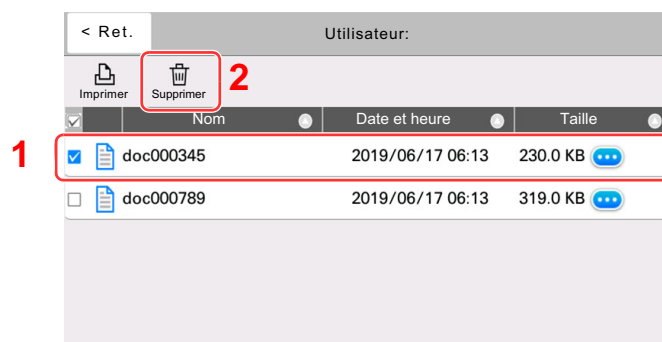 < Ret. Utilisateur:
Imprimer Supprimer 2
Nom Date et heure Taille
1 doc000345 2019/06/17 06:13 230.0 KB
doc000789 2019/06/17 06:13 319.0 KB